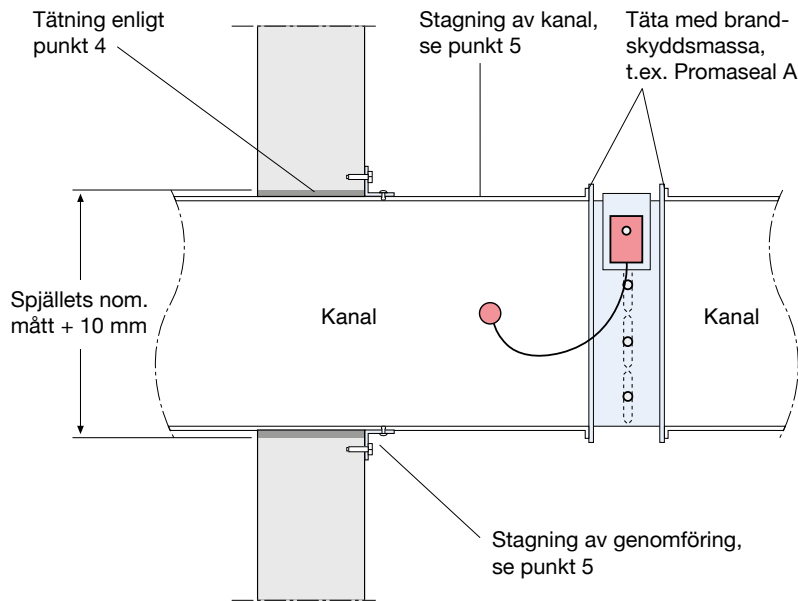 Tätning enligt
punkt 4
Stagning av kanal,
se punkt 5
Täta med brand-
skyddsmassa,
t.ex. Promaseal A
Spjällets nom.
mått + 10 mm
Kanal
Kanal
Stagning av genomföring,
se punkt 5